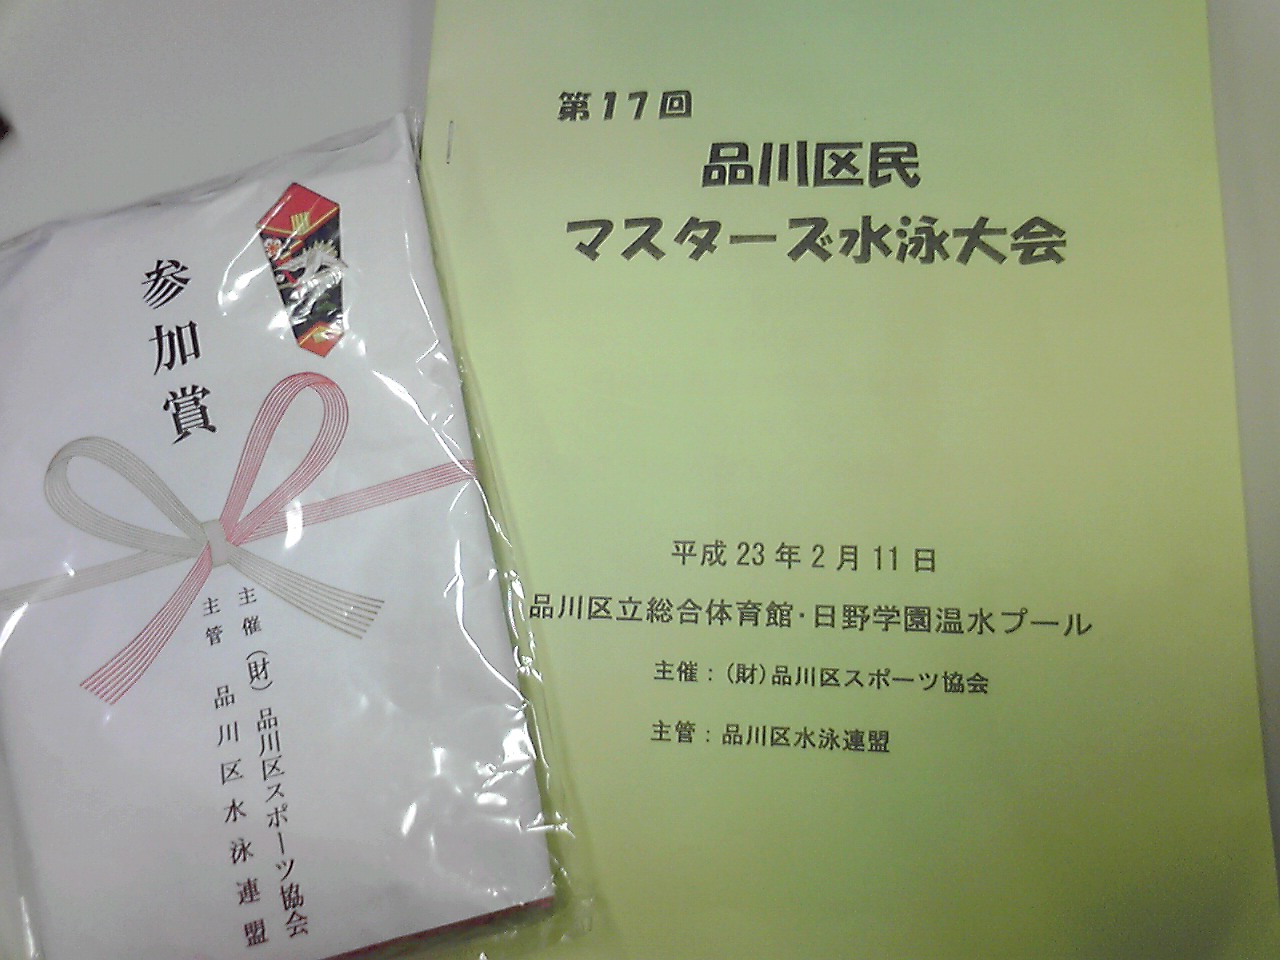 第17回
品川区民
マスターズ水泳大会
平成23年2月11日
品川区立総合体育館・日野学園温水プール
主催：(財)品川区スポーツ協会
主管：品川区水泳連盟
参加賞
主催(財)品川区スポーツ協会
主管 品川区水泳連盟